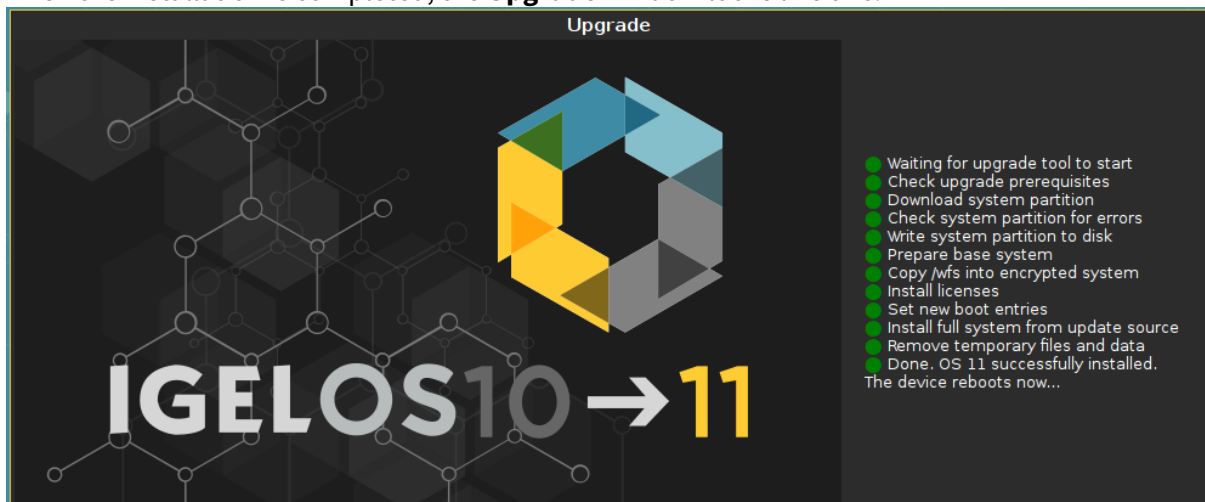 Upgrade
Waiting for upgrade tool to start
Check upgrade prerequisites
Download system partition
Check system partition for errors
Write system partition to disk
Prepare base system
Copy /wfs into encrypted system
Install licenses
Set new boot entries
Install full system from update source
Remove temporary files and data
Done. OS 11 successfully installed.
The device reboots now...
IGELOS10→11